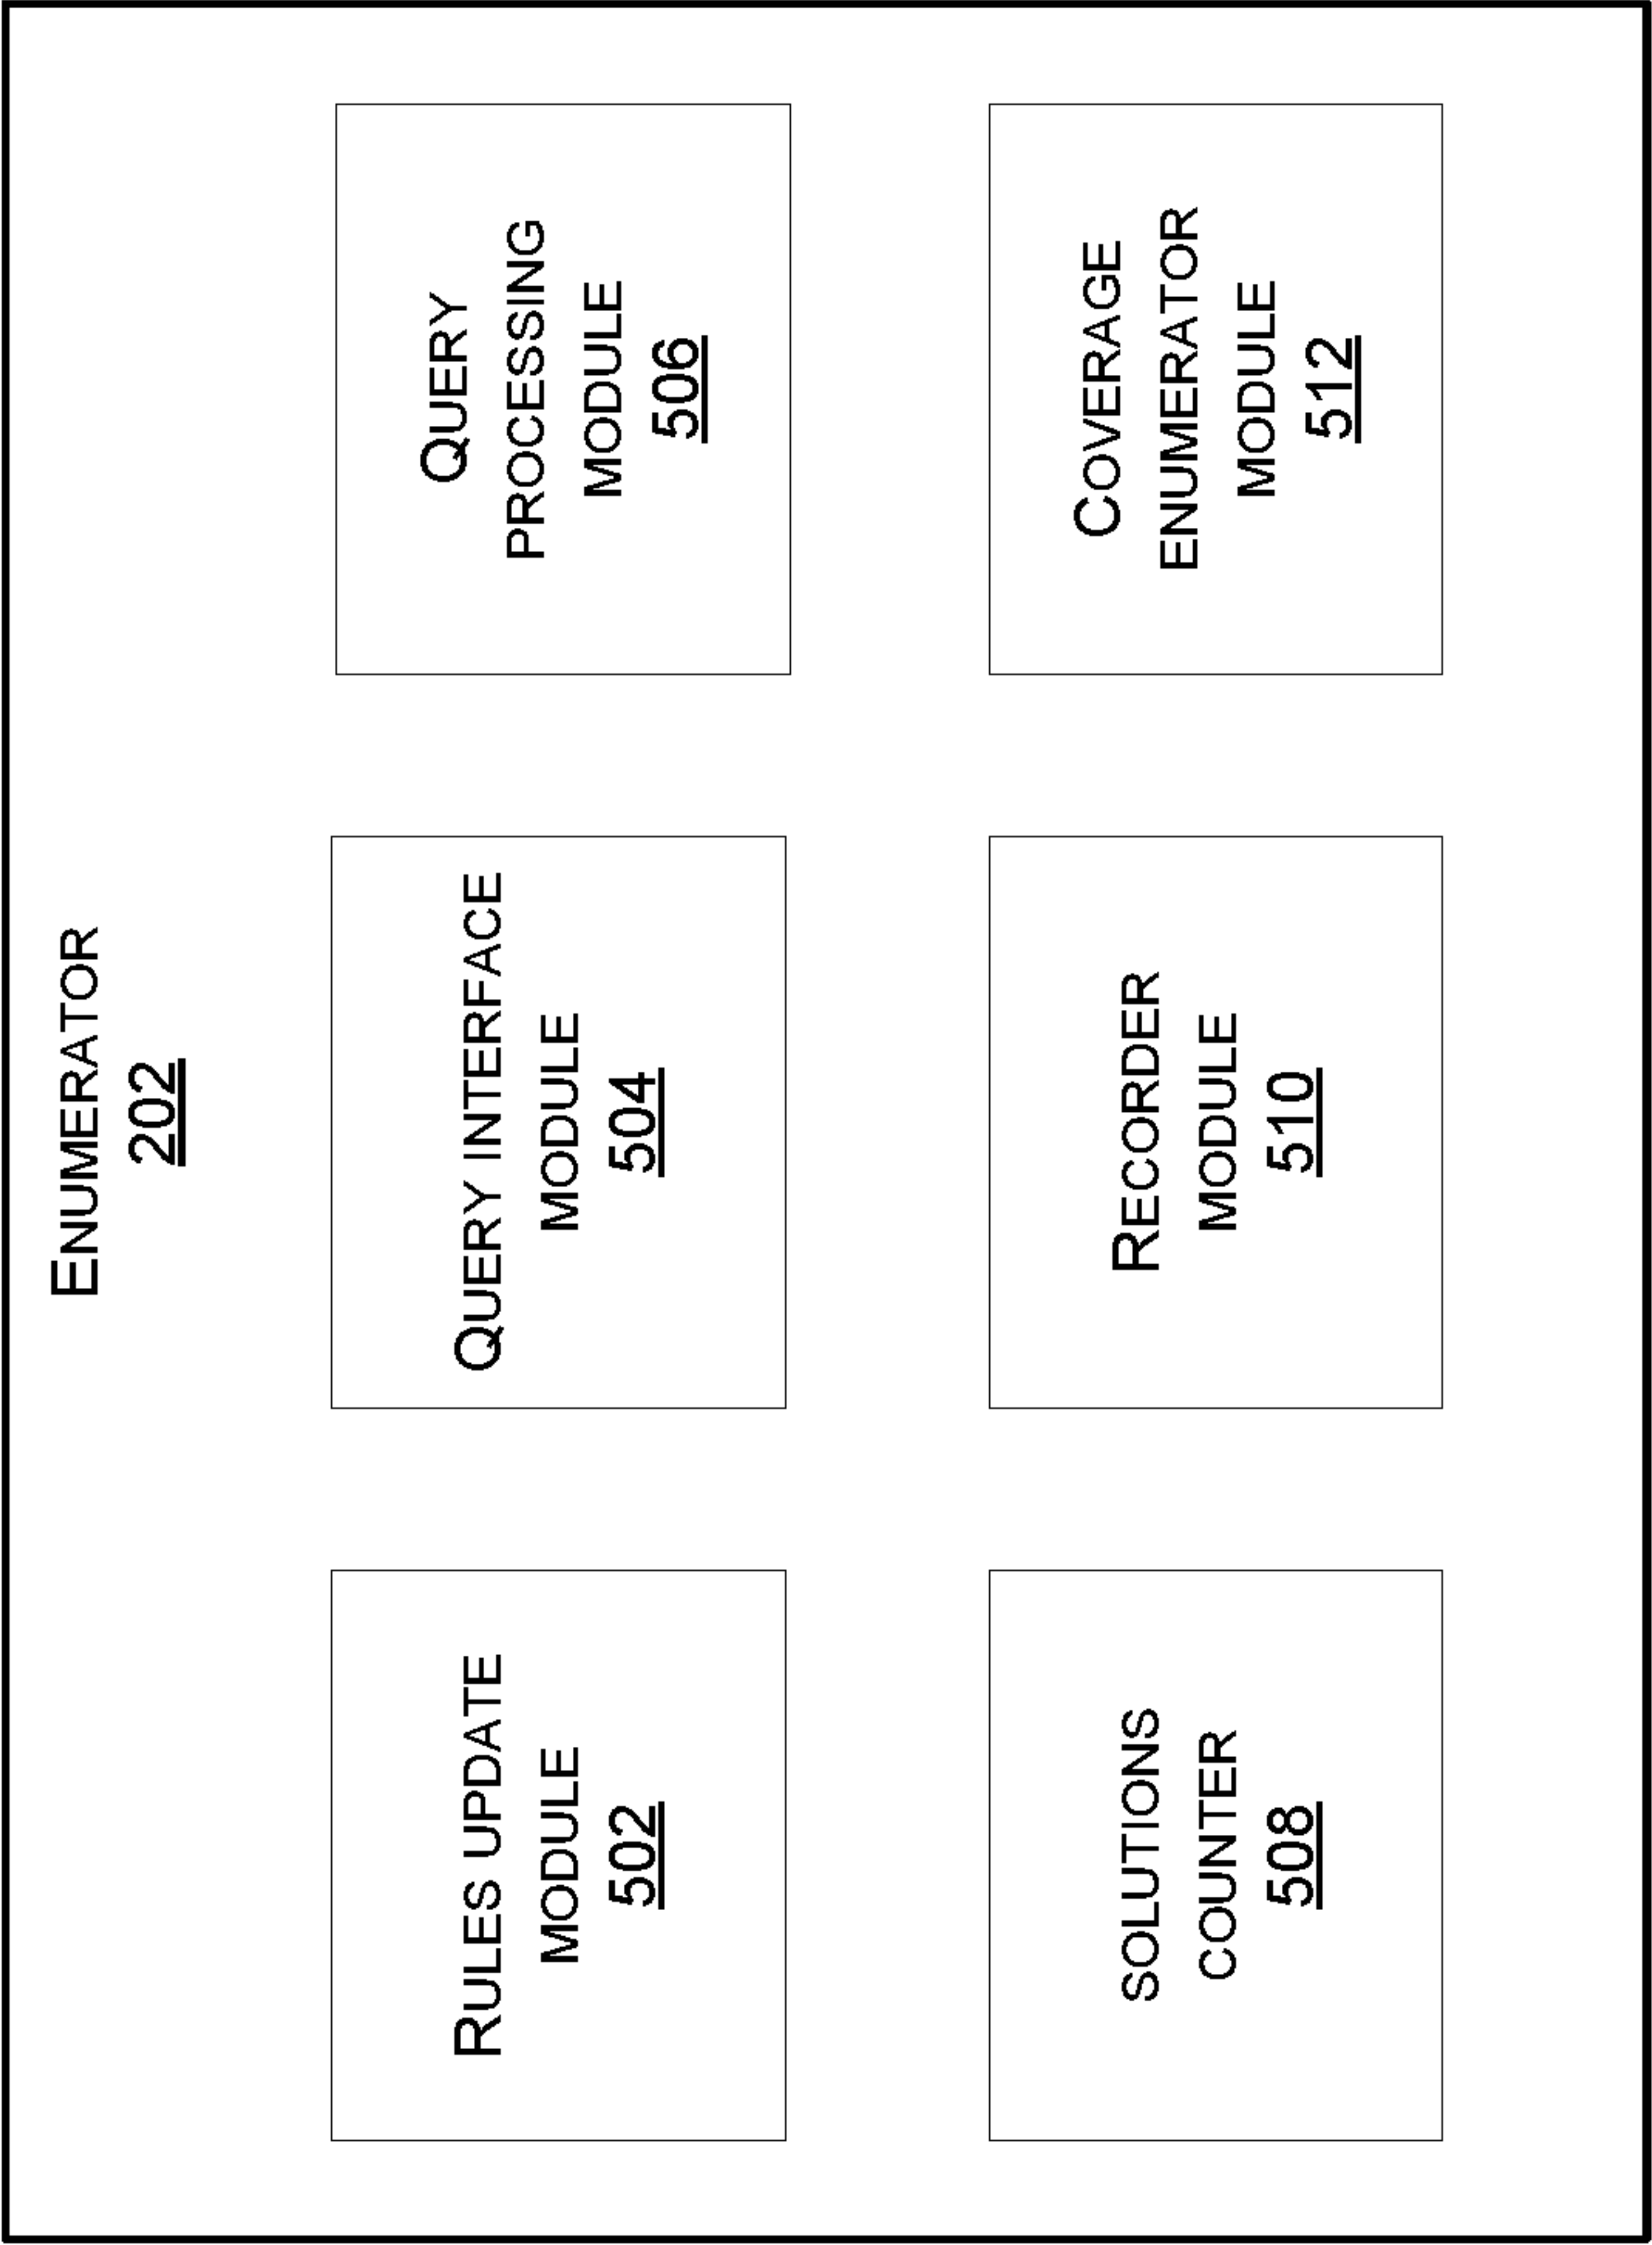 ENUMERATOR
202
RULES UPDATE
MODULE
502
QUERY INTERFACE
MODULE
504
QUERY
PROCESSING
MODULE
506
SOLUTIONS
COUNTER
508
RECORDER
MODULE
510
COVERAGE
ENUMERATOR
MODULE
512